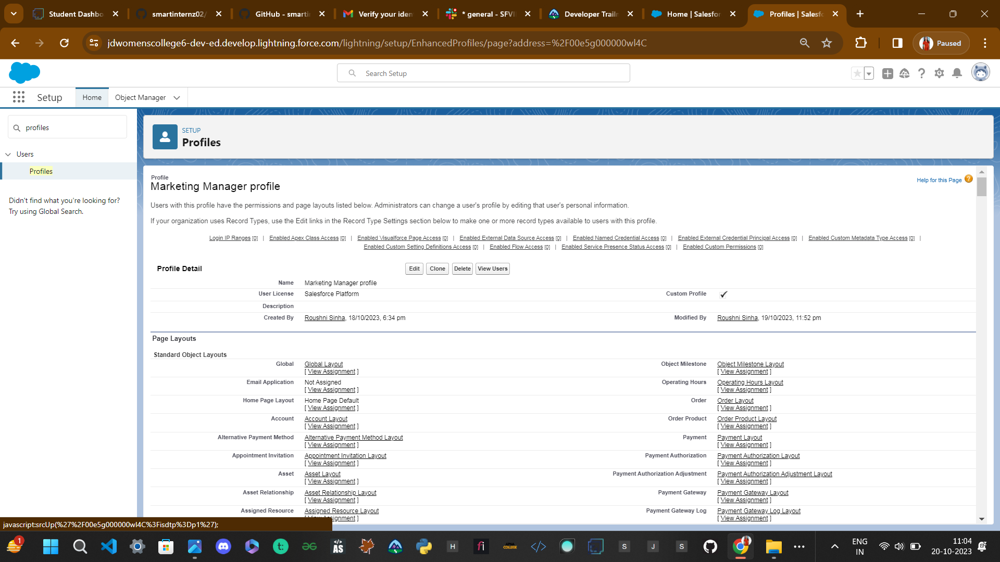 Student Dashbo
smartinternz02/
GitHub - smarti
Verify your iden
* general - SFVI
Developer Trail
Home | Salesfor
Profiles | Salesfo
jdwomenscollege6-dev-ed.develop.lightning.force.com/lightning/setup/EnhancedProfiles/page?address=%2F00e5g000000wl4C
Paused
Search Setup
Setup
Home
Object Manager
profiles
Users
Profiles
Didn't find what you're looking for?
Try using Global Search.
SETUP
Profiles
Profile
Marketing Manager profile
Help for this Page
Users with this profile have the permissions and page layouts listed below. Administrators can change a user's profile by editing that user's personal information.
If your organization uses Record Types, use the Edit links in the Record Type Settings section below to make one or more record types available to users with this profile.
Login IP Ranges [0] | Enabled Apex Class Access [0] | Enabled Visualforce Page Access [0] | Enabled External Data Source Access [0] | Enabled Named Credential Access [0] | Enabled External Credential Principal Access [0] | Enabled Custom Metadata Type Access [0] |
Enabled Custom Setting Definitions Access [0] | Enabled Flow Access [0] | Enabled Service Presence Status Access [0] | Enabled Custom Permissions [0]
Profile Detail Edit Clone Delete View Users
Name Marketing Manager profile
User License Salesforce Platform Custom Profile
Description
Created By Roushni Sinha, 18/10/2023, 6:34 pm Modified By Roushni Sinha, 19/10/2023, 11:52 pm
Page Layouts
Standard Object Layouts
Global Global Layout Object Milestone Object Milestone Layout
[ View Assignment ] [ View Assignment ]
Email Application Not Assigned Operating Hours Operating Hours Layout
[ View Assignment ] [ View Assignment ]
Home Page Layout Home Page Default Order Order Layout
[ View Assignment ] [ View Assignment ]
Account Account Layout Order Product Order Product Layout
[ View Assignment ] [ View Assignment ]
Alternative Payment Method Alternative Payment Method Layout Payment Payment Layout
[ View Assignment ] [ View Assignment ]
Appointment Invitation Appointment Invitation Layout Payment Authorization Payment Authorization Layout
[ View Assignment ] [ View Assignment ]
Asset Asset Layout Payment Authorization Adjustment Payment Authorization Adjustment Layout
[ View Assignment ] [ View Assignment ]
Asset Relationship Asset Relationship Layout Payment Gateway Payment Gateway Layout
[ View Assignment ] [ View Assignment ]
Assigned Resource Assigned Resource Layout Payment Gateway Log Payment Gateway Log Layout
[ View Assignment ] [ View Assignment ]
javascript:srcUp(%27%2F00e5g000000wl4C%3Fisdtp%3Dp1%27);
1
t:
</>
AS
H
fi
APNA
COLLEGE
</>
S
J
S
ENG
IN
11:04
20-10-2023